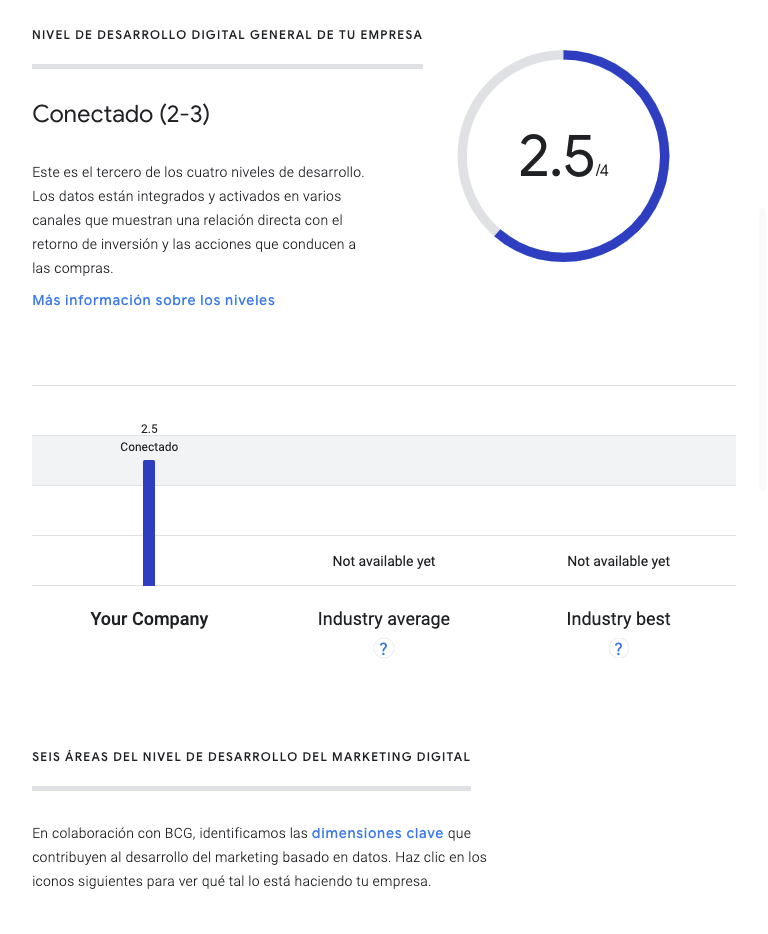 NIVEL DE DESARROLLO DIGITAL GENERAL DE TU EMPRESA
Conectado (2-3)
Este es el tercero de los cuatro niveles de desarrollo.
Los datos están integrados y activados en varios
canales que muestran una relación directa con el
retorno de inversión y las acciones que conducen a
las compras.
Más información sobre los niveles
2.5/4
2.5
Conectado
Not available yet
Not available yet
Your Company
Industry average
Industry best
?
?
SEIS ÁREAS DEL NIVEL DE DESARROLLO DEL MARKETING DIGITAL
En colaboración con BCG, identificamos las dimensiones clave que
contribuyen al desarrollo del marketing basado en datos. Haz clic en los
iconos siguientes para ver qué tal lo está haciendo tu empresa.